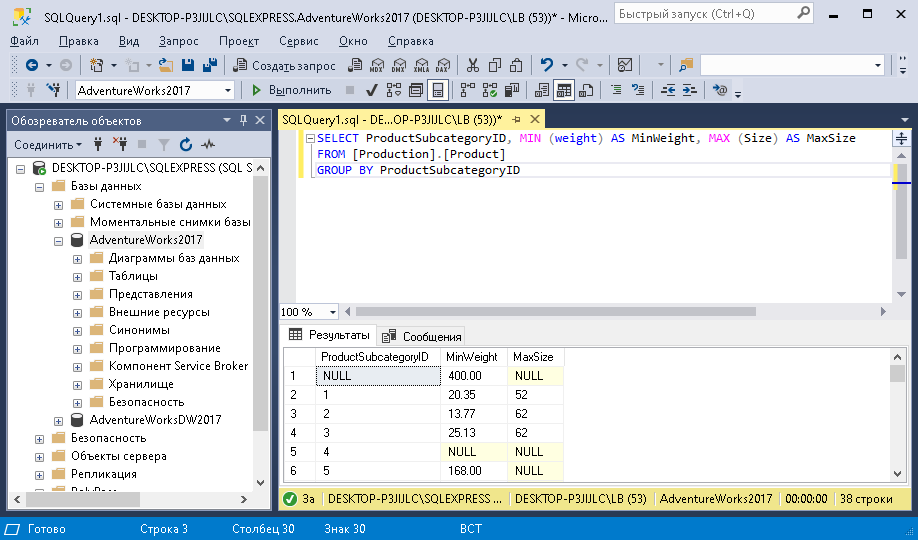 SQLQuery1.sql - DESKTOP-P3JIJLC\SQLEXPRESS.AdventureWorks2017 (DESKTOP-P3JIJLC\LB (53))* - Micro...
Быстрый запуск (Ctrl+Q)
Файл Правка Вид Запрос Проект Сервис Окно Справка
Создать запрос MDX DMX XMLA DAX
AdventureWorks2017 Выполнить
Обозреватель объектов
Соединить
DESKTOP-P3JIJLC\SQLEXPRESS (SQL S
Базы данных
Системные базы данных
Моментальные снимки базы
AdventureWorks2017
Диаграммы баз данных
Таблицы
Представления
Внешние ресурсы
Синонимы
Программирование
Компонент Service Broker
Хранилище
Безопасность
AdventureWorksDW2017
Безопасность
Объекты сервера
Репликация
SQLQuery1.sql - DE...OP-P3JIJLC\LB (53))*
SELECT ProductSubcategoryID, MIN (weight) AS MinWeight, MAX (Size) AS MaxSize
FROM [Production].[Product]
GROUP BY ProductSubcategoryID
100 %
Результаты Сообщения
ProductSubcategoryID MinWeight MaxSize
1 NULL 400.00 NULL
2 1 20.35 52
3 2 13.77 62
4 3 25.13 62
5 4 NULL NULL
6 5 168.00 NULL
За DESKTOP-P3JIJLC\SQLEXPRESS ... DESKTOP-P3JIJLC\LB (53) AdventureWorks2017 00:00:00 38 строки
Готово Строка 3 Столбец 30 Знак 30 ВСТ